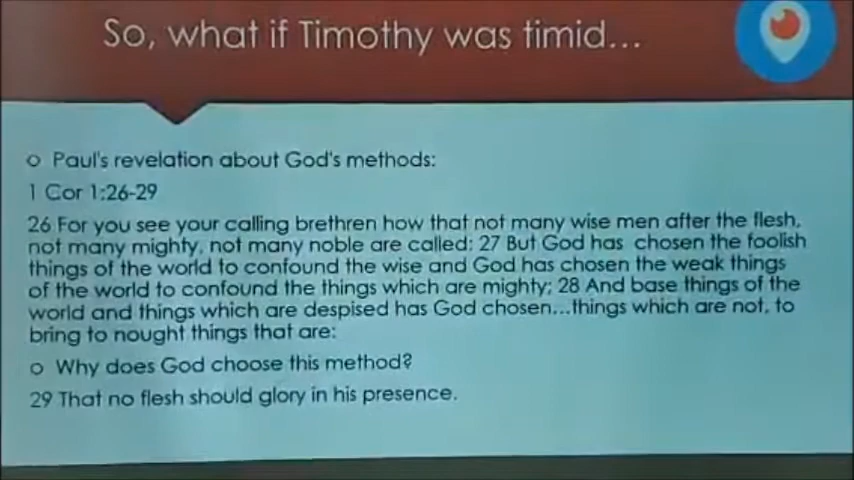 So, what if Timothy was timid...
o Paul's revelation about God's methods:
1 Cor 1:26-29
26 For you see your calling brethren how that not many wise men after the flesh,
not many mighty, not many noble are called: 27 But God has chosen the foolish
things of the world to confound the wise and God has chosen the weak things
of the world to confound the things which are mighty; 28 And base things of the
world and things which are despised has God chosen...things which are not, to
bring to nought things that are:
o Why does God choose this method?
29 That no flesh should glory in his presence.